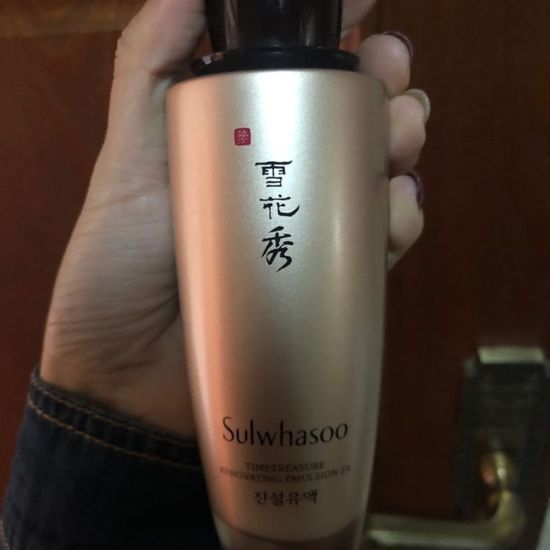 雪花秀
Sulwhasoo
TIMETREASURE
RENOVATING EMULSION EX
진설유액